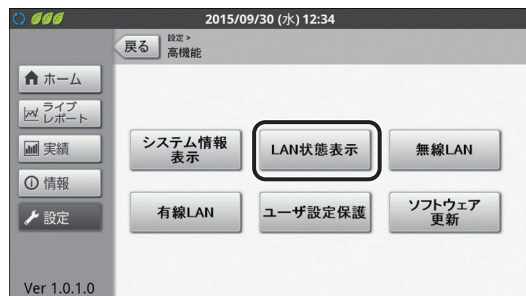 2015/09/30 (水) 12:34
戻る
設定 >
高機能
ホーム
ライブ
レポート
実績
情報
設定
システム情報
表示
LAN状態表示
無線LAN
有線LAN
ユーザ設定保護
ソフトウェア
更新
Ver 1.0.1.0